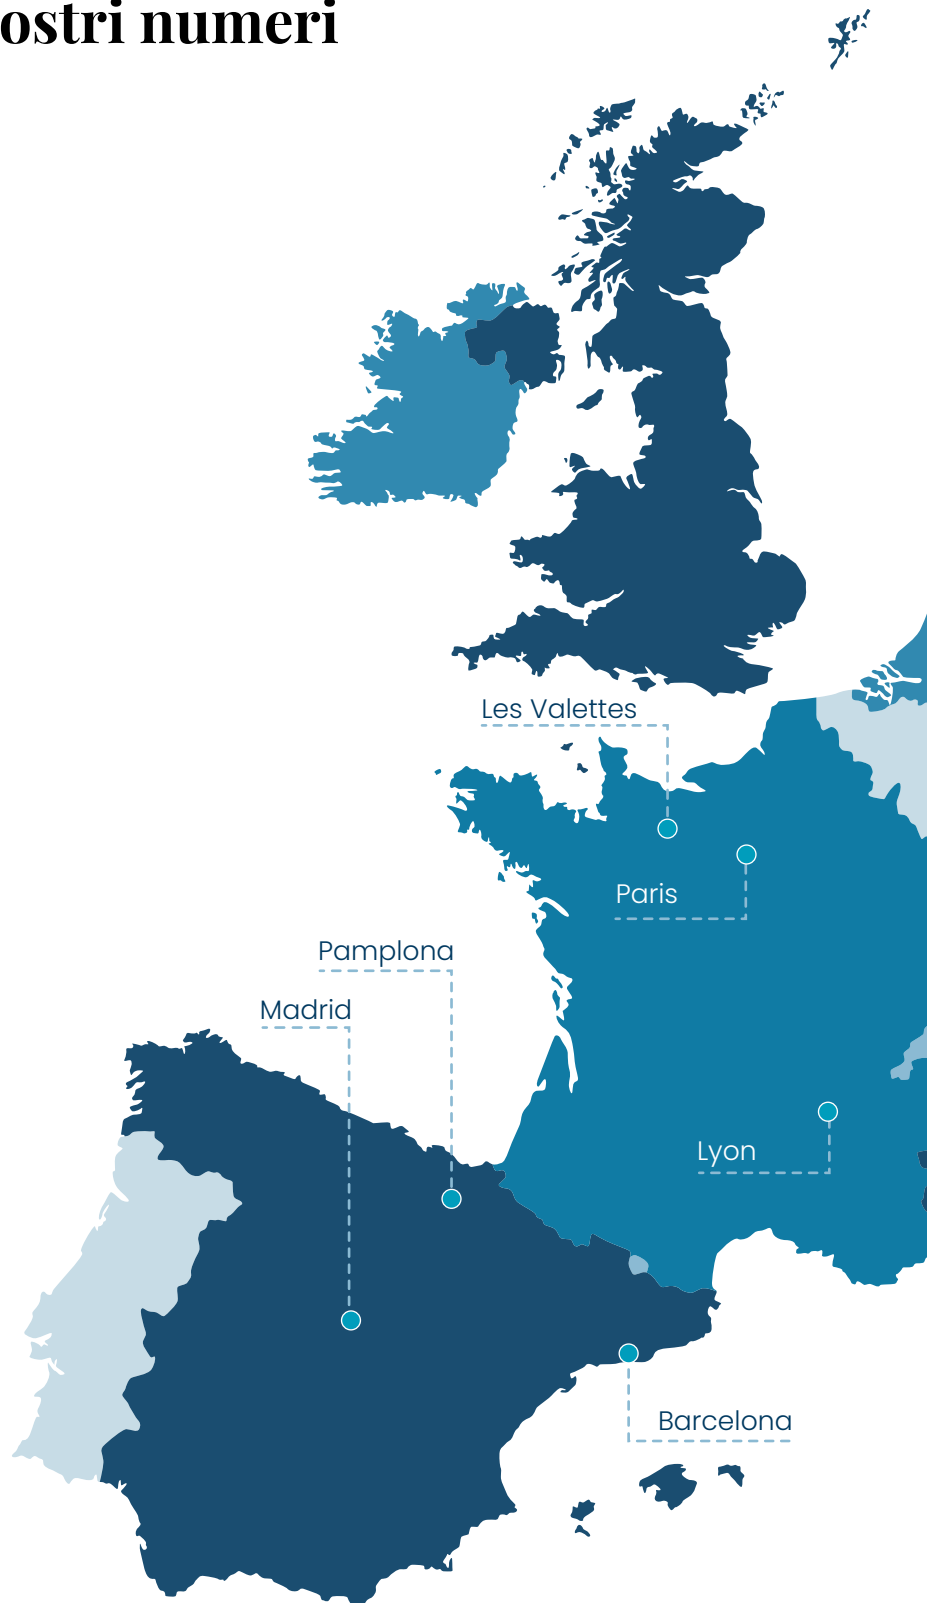 ostri numeri
Les Valettes
Paris
Pamplona
Madrid
Lyon
Barcelona